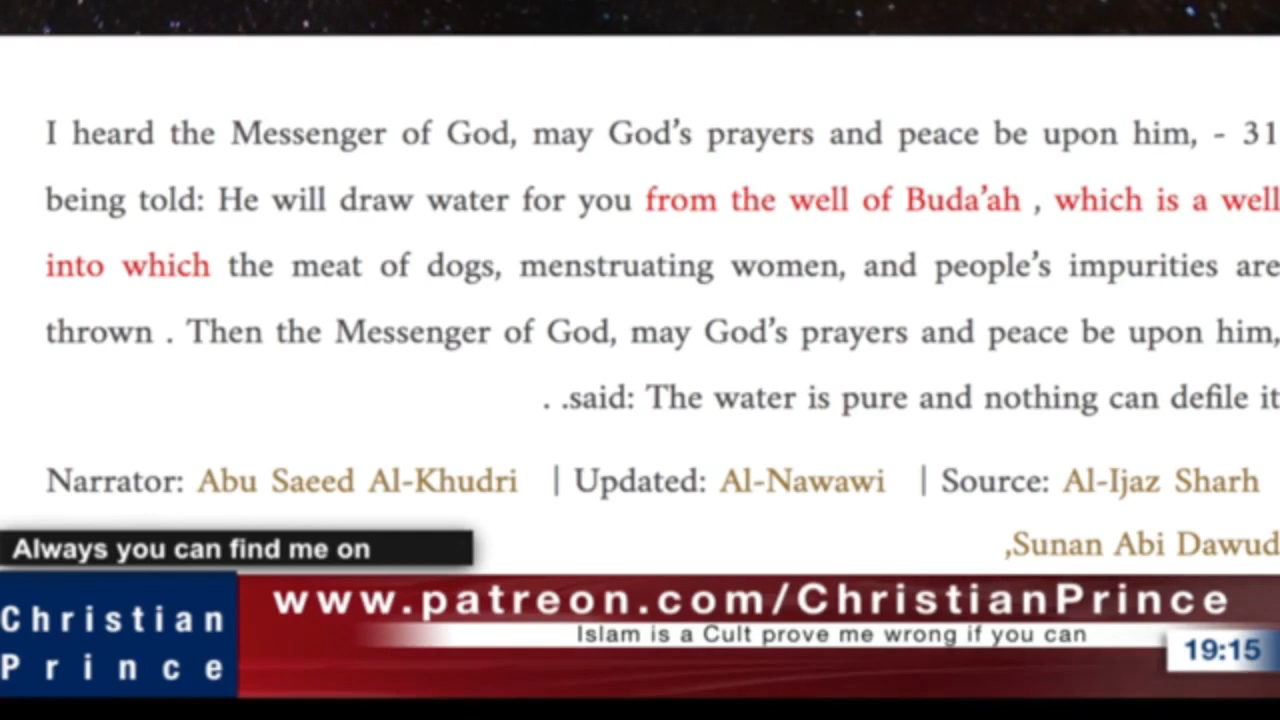 I heard the Messenger of God, may God's prayers and peace be upon him, - 31
being told: He will draw water for you from the well of Buda'ah , which is a well
into which the meat of dogs, menstruating women, and people's impurities are
thrown . Then the Messenger of God, may God's prayers and peace be upon him,
. .said: The water is pure and nothing can defile it
Narrator: Abu Saeed Al-Khudri | Updated: Al-Nawawi | Source: Al-Ijaz Sharh
,Sunan Abi Dawud
Always you can find me on
Christian
Prince
www.patreon.com/ChristianPrince
Islam is a Cult prove me wrong if you can
19:15